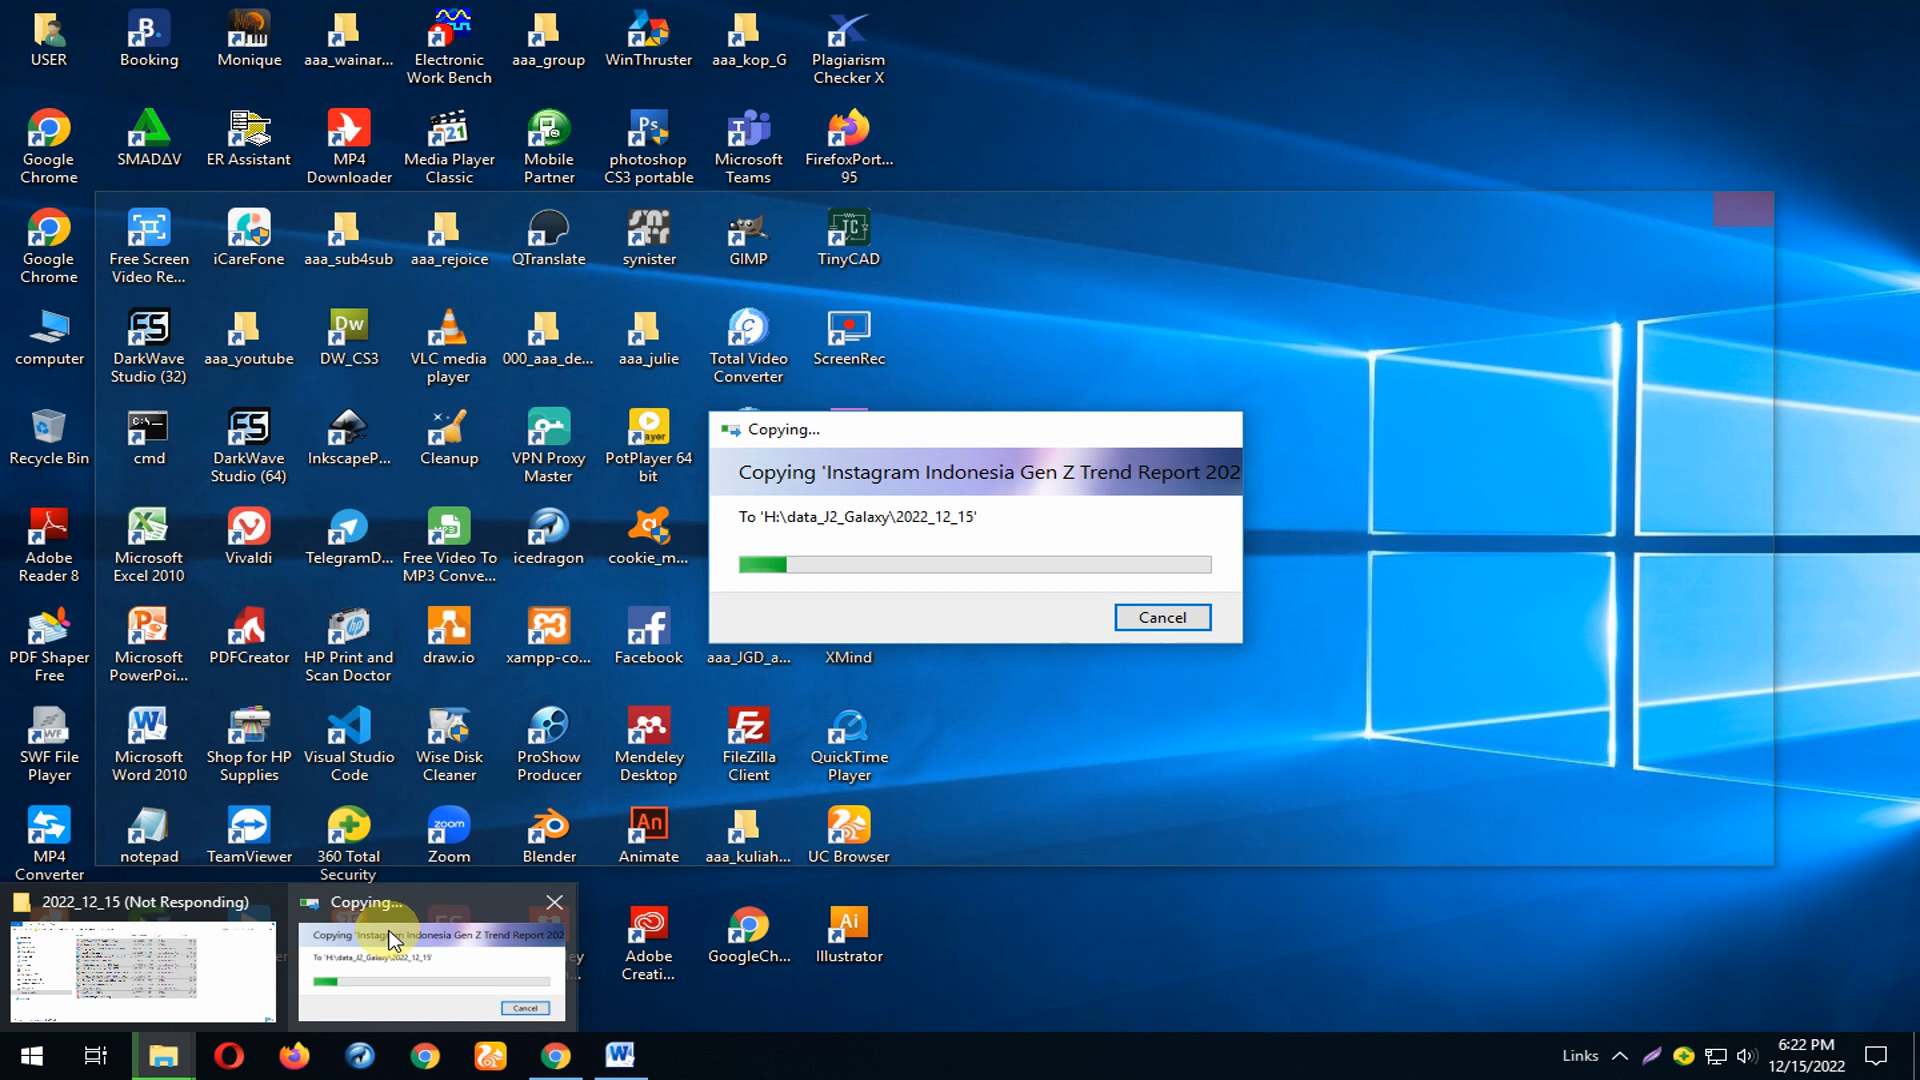 USER
Booking
Monique
aaa_wainar...
Electronic
Work Bench
aaa_group
WinThruster
aaa_kop_G
Plagiarism
Checker X
Google
Chrome
SMADΔV
ER Assistant
MP4
Downloader
Media Player
Classic
Mobile
Partner
photoshop
CS3 portable
Microsoft
Teams
FirefoxPort...
95
Google
Chrome
Free Screen
Video Re...
iCareFone
aaa_sub4sub
aaa_rejoice
QTranslate
synister
GIMP
TinyCAD
computer
DarkWave
Studio (32)
aaa_youtube
DW_CS3
VLC media
player
000_aaa_de...
aaa_julie
Total Video
Converter
ScreenRec
Recycle Bin
cmd
DarkWave
Studio (64)
InkscapeP...
Cleanup
VPN Proxy
Master
PotPlayer 64
bit
Copying...
Copying 'Instagram Indonesia Gen Z Trend Report 202
To 'H:\data_J2_Galaxy\2022_12_15'
Cancel
Adobe
Reader 8
Microsoft
Excel 2010
Vivaldi
TelegramD...
Free Video To
MP3 Conve...
icedragon
cookie_m...
PDF Shaper
Free
Microsoft
PowerPoi...
PDFCreator
HP Print and
Scan Doctor
draw.io
xampp-co...
Facebook
aaa_JGD_a...
XMind
SWF File
Player
Microsoft
Word 2010
Shop for HP
Supplies
Visual Studio
Code
Wise Disk
Cleaner
ProShow
Producer
Mendeley
Desktop
FileZilla
Client
QuickTime
Player
MP4
Converter
notepad
TeamViewer
360 Total
Security
Zoom
Blender
Animate
aaa_kuliah...
UC Browser
2022_12_15 (Not Responding)
Copying...
Copying 'Instagram Indonesia Gen Z Trend Report 202
To 'H:\data_J2_Galaxy\2022_12_15'
Cancel
Adobe
Creati...
GoogleCh...
Illustrator
Links
6:22 PM
12/15/2022